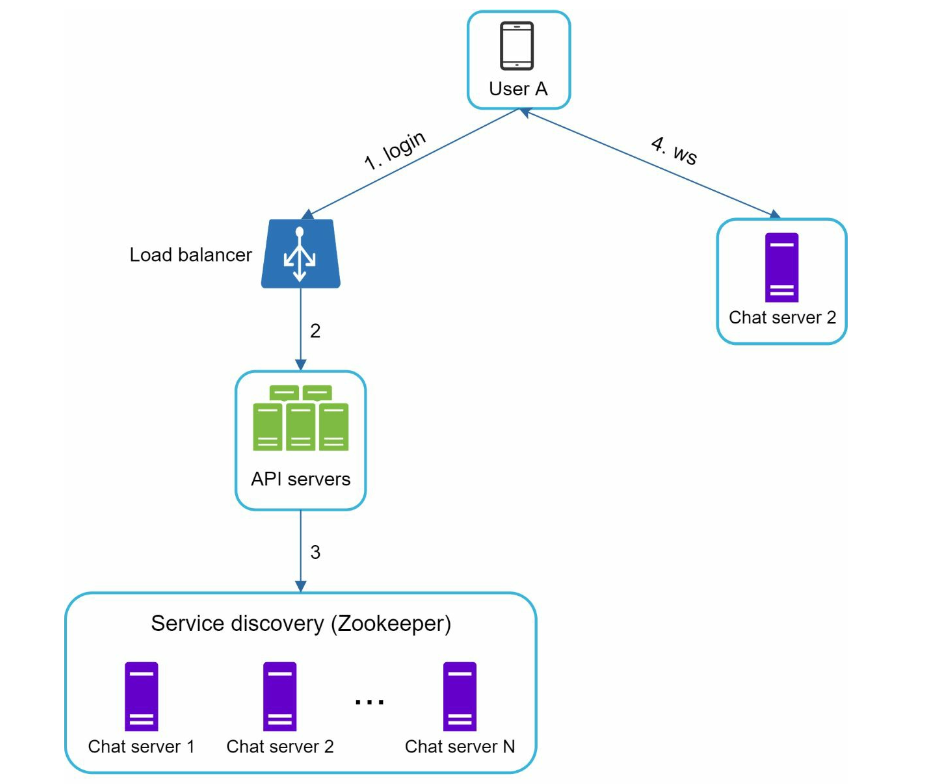 User A
1. login
4. ws
Load balancer
Chat server 2
2
API servers
3
Service discovery (Zookeeper)
...
Chat server 1
Chat server 2
Chat server N